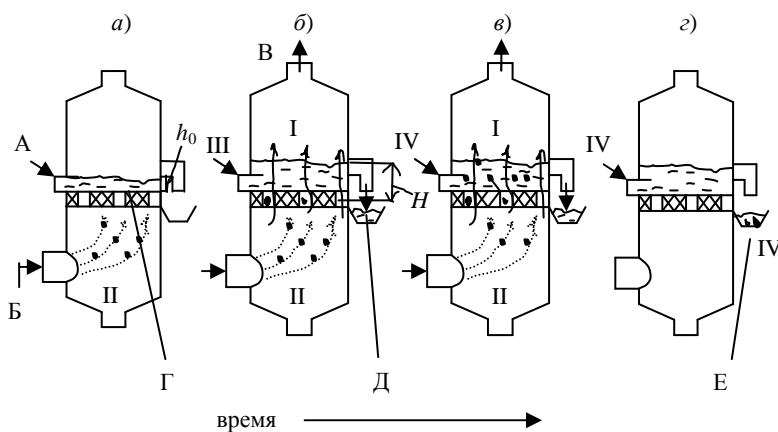 а) б) в) г)
В
А h₀ I I
III IV IV
H
Б II II II IV
Г Д Е
время